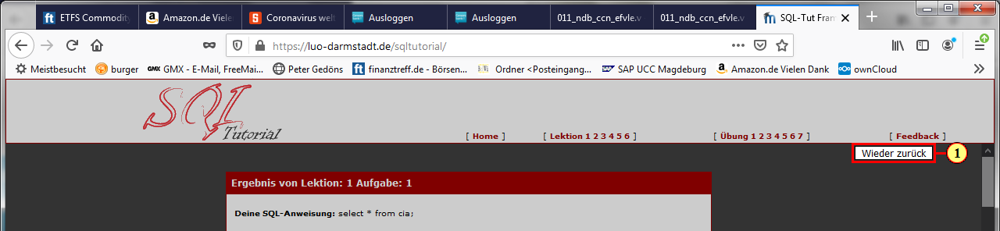 ETFS Commodity
Amazon.de Viele
Coronavirus welt
Ausloggen
Ausloggen
011_ndb_ccn_efvle.v
011_ndb_ccn_efvle.v
SQL-Tut Fram
https://luo-darmstadt.de/sqltutorial/
Meistbesucht
burger
GMX - E-Mail, FreeMai...
Peter Gedöns
finanztreff.de - Börsen...
Ordner <Posteingang...
SAP UCC Magdeburg
Amazon.de Vielen Dank
ownCloud
SQL
Tutorial
[ Home ]
[ Lektion 1 2 3 4 5 6 ]
[ Übung 1 2 3 4 5 6 7 ]
[ Feedback ]
Wieder zurück
1
Ergebnis von Lektion: 1 Aufgabe: 1
Deine SQL-Anweisung: select * from cia;